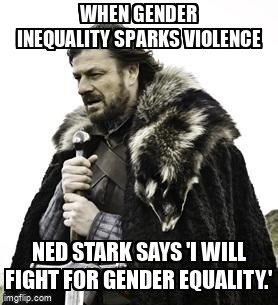 WHEN GENDER
INEQUALITY SPARKS VIOLENCE
NED STARK SAYS 'I WILL
FIGHT FOR GENDER EQUALITY.'
imgflip.com